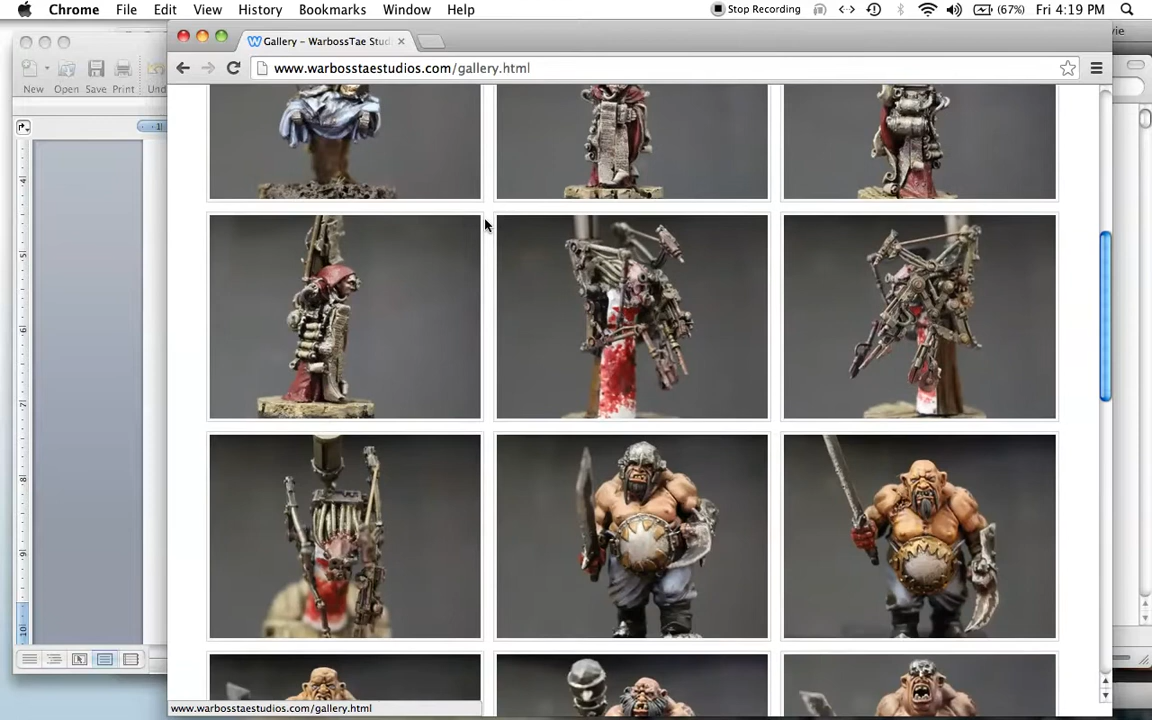 Chrome File Edit View History Bookmarks Window Help Stop Recording (67%) Fri 4:19 PM
Gallery – WarbossTae Stud
www.warbosstaestudios.com/gallery.html
New Open Save Print Und
www.warbosstaestudios.com/gallery.html